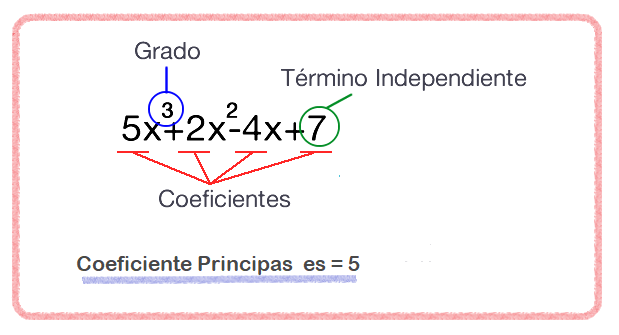 Grado
Término Independiente
5x³+2x²-4x+7
Coeficientes
Coeficiente Principas es = 5